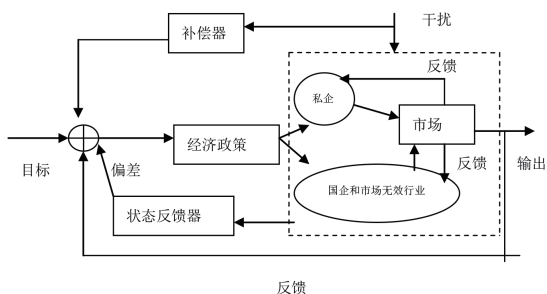 干扰
补偿器
反馈
私企
市场
经济政策
目标
偏差
反馈
输出
国企和市场无效行业
状态反馈器
反馈